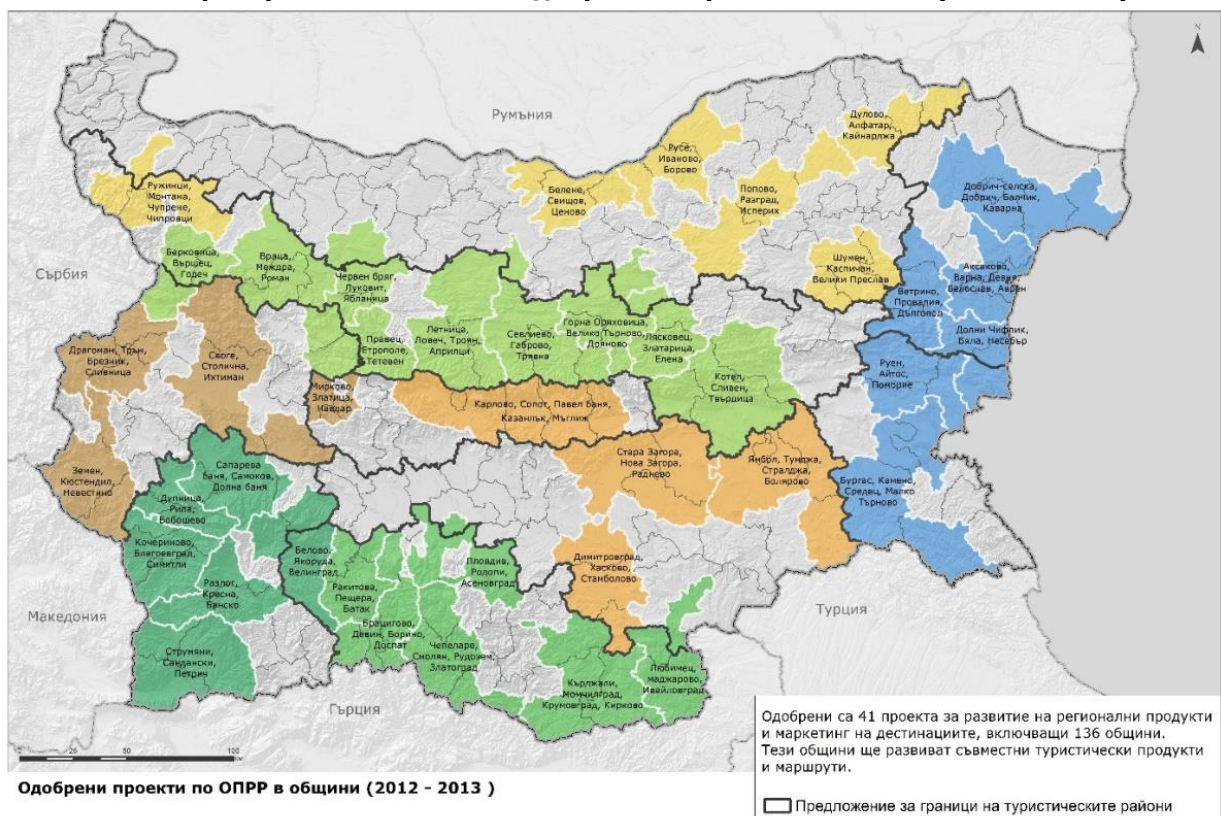 N
Румъния
Дулово,
Алфатар,
Кайнарджа
Русе,
Иваново,
Борово
Белене,
Свищов,
Ценово
Попово,
Разград,
Исперих
Добрич-селска,
Добрич, Балчик,
Каварна
Ружинци,
Монтана,
Чупрене,
Чипровци
Берковица,
Вършец,
Годеч
Враца,
Мездра,
Роман
Червен бряг,
Луковит,
Ябланица
Шумен,
Каспичан,
Велики Преслав
Аксаково,
Варна, Девня,
Белослав, Аврен
Ветрино,
Провадия,
Дългопол
Долни Чифлик,
Бяла, Несебър
Сърбия
Драгоман, Трън,
Брезник,
Сливница
Своге,
Столична,
Ихтиман
Правец,
Етрополе,
Тетевен
Летница,
Ловеч, Троян,
Априлци
Севлиево,
Габрово,
Трявна
Горна Оряховица,
Велико Търново,
Дряново
Лясковец,
Златарица,
Елена
Котел,
Сливен,
Твърдица
Руен,
Айтос,
Поморие
Мирково,
Златица,
Чавдар
Карлово, Сопот, Павел баня,
Казанлък, Мъглиж
Стара Загора,
Нова Загора,
Раднево
Ямбол, Тунджа,
Стралджа,
Болярово
Бургас, Камено,
Средец, Малко
Търново
Земен,
Кюстендил,
Невестино
Сапарева
баня, Самоков,
Долна баня
Дупница,
Рила,
Бобошево
Кочериново,
Благоевград,
Симитли
Разлог,
Кресна,
Банско
Белово,
Якоруда,
Велинград
Ракитова,
Пещера,
Батак
Пловдив,
Родопи,
Асеновград
Димитровград,
Хасково,
Стамболово
Брацигово,
Девин, Борино,
Доспат
Чепеларе,
Смолян, Рудозем,
Златоград
Струмяни,
Сандански,
Петрич
Кърджали,
Момчилград,
Крумовград, Кирково
Любимец,
маджарово,
Ивайловград
Македония
Гърция
Турция
0 25 50 100
Одобрени проекти по ОПРР в общини (2012 - 2013 )
Одобрени са 41 проекта за развитие на регионални продукти
и маркетинг на дестинациите, включващи 136 общини.
Тези общини ще развиват съвместни туристически продукти
и маршрути.
Предложение за граници на туристическите райони